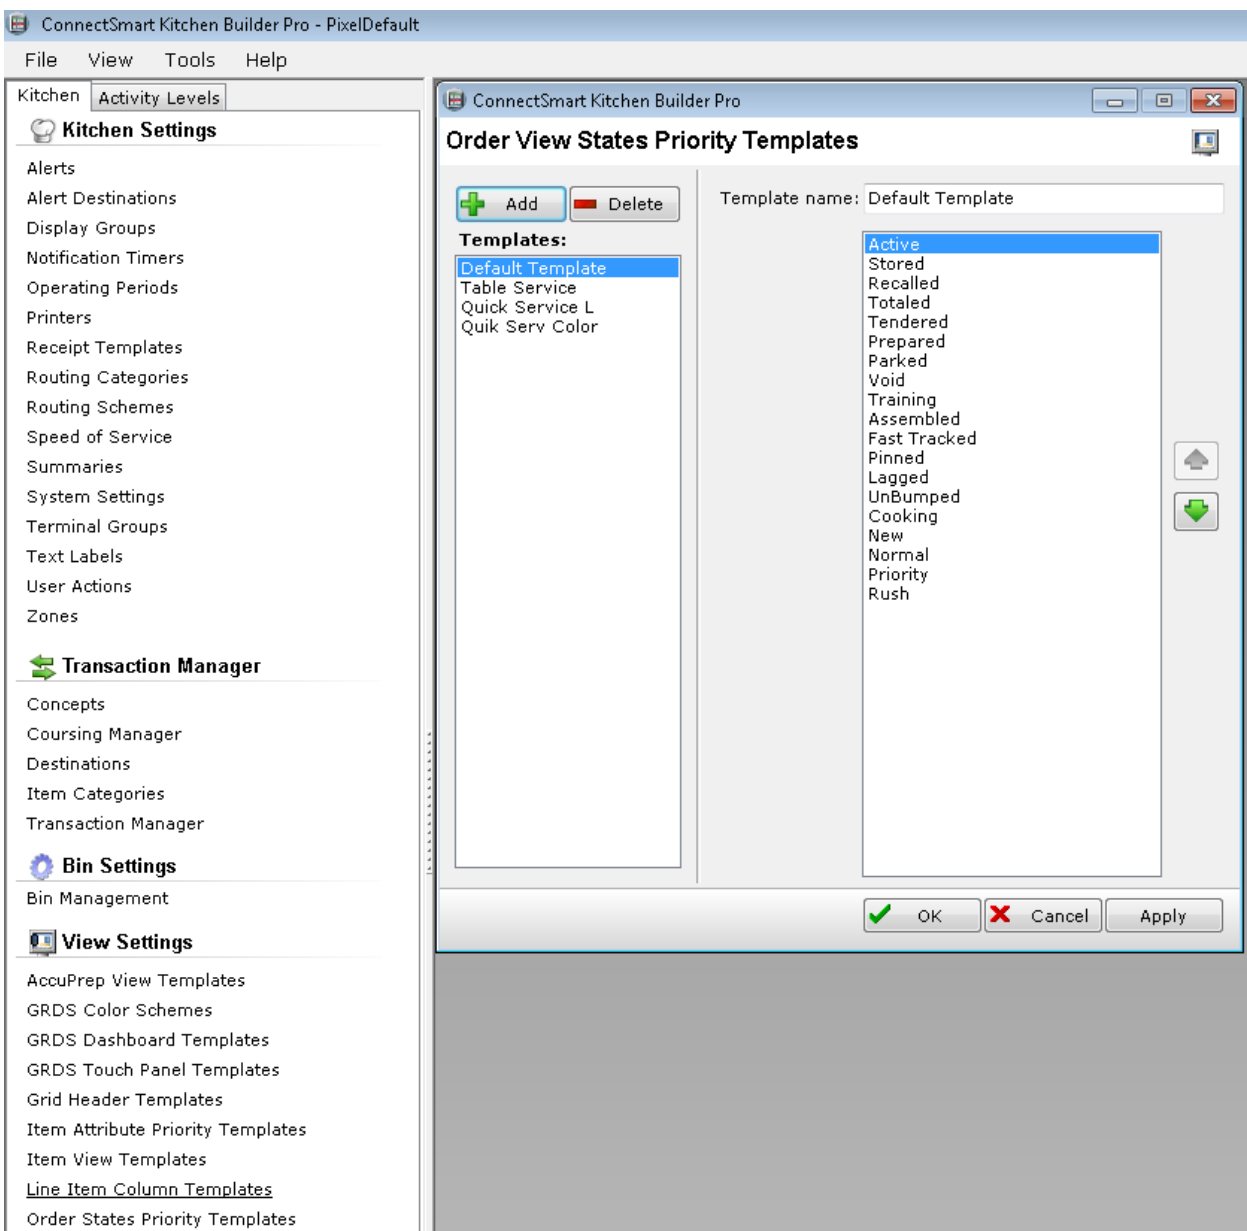 ConnectSmart Kitchen Builder Pro - PixelDefault
File View Tools Help
Kitchen Activity Levels
Kitchen Settings
Alerts
Alert Destinations
Display Groups
Notification Timers
Operating Periods
Printers
Receipt Templates
Routing Categories
Routing Schemes
Speed of Service
Summaries
System Settings
Terminal Groups
Text Labels
User Actions
Zones
Transaction Manager
Concepts
Coursing Manager
Destinations
Item Categories
Transaction Manager
Bin Settings
Bin Management
View Settings
AccuPrep View Templates
GRDS Color Schemes
GRDS Dashboard Templates
GRDS Touch Panel Templates
Grid Header Templates
Item Attribute Priority Templates
Item View Templates
Line Item Column Templates
Order States Priority Templates
ConnectSmart Kitchen Builder Pro
Order View States Priority Templates
Add Delete
Templates:
Default Template
Table Service
Quick Service L
Quik Serv Color
Template name: Default Template
Active
Stored
Recalled
Totaled
Tendered
Prepared
Parked
Void
Training
Assembled
Fast Tracked
Pinned
Lagged
UnBumped
Cooking
New
Normal
Priority
Rush
OK Cancel Apply